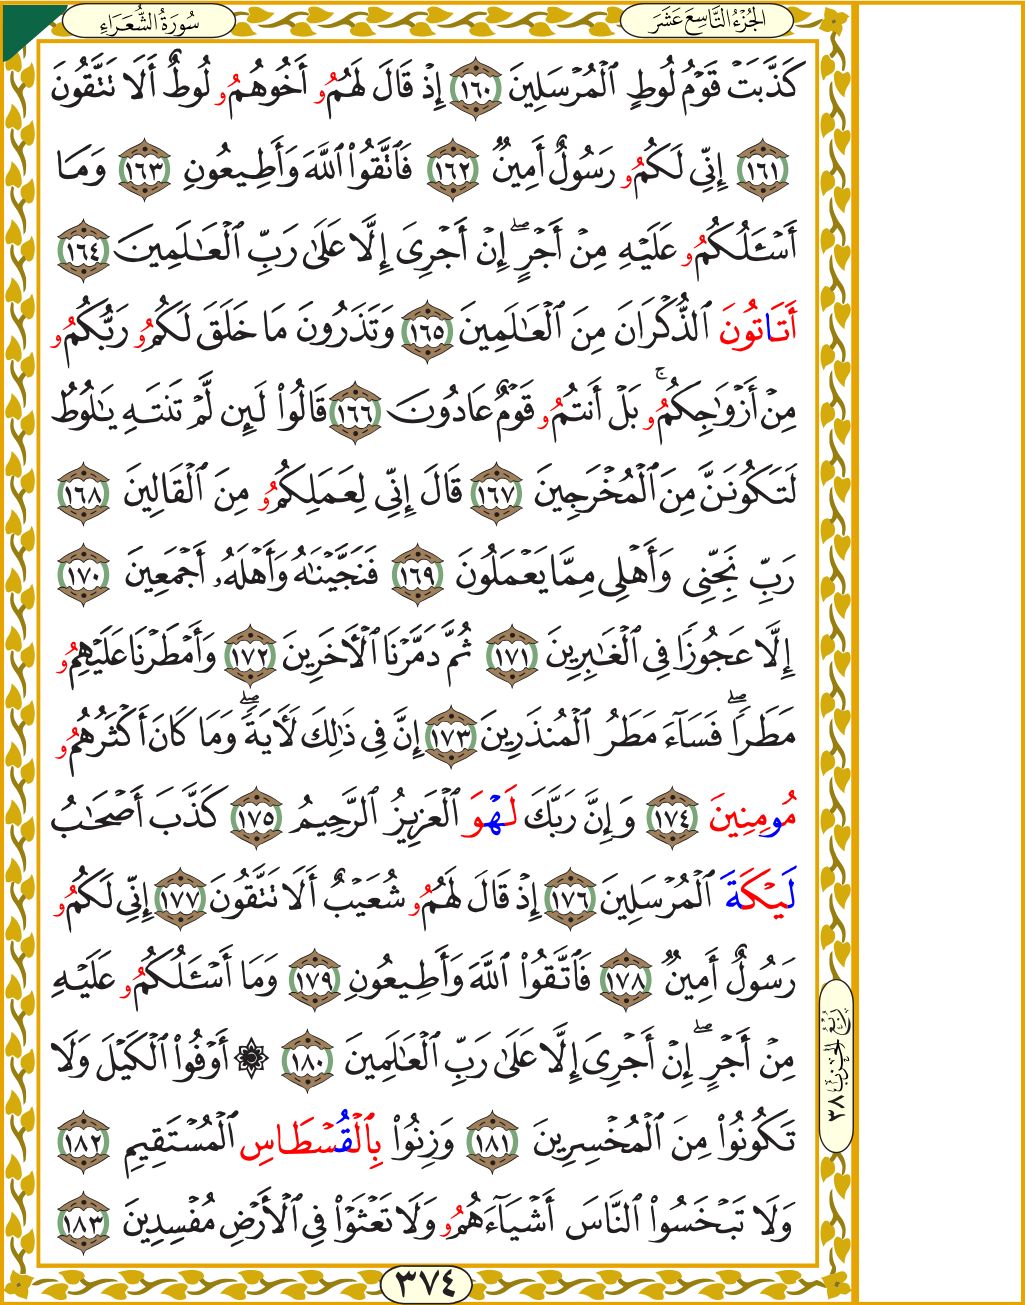 الجُزْءُ التَّاسِعَ عَشَرَ
سُورَةُ الشُّعَرَاءِ
كَذَّبَتْ قَوْمُ لُوطٍ ٱلْمُرْسَلِينَ ١٦٠ إِذْ قَالَ لَهُمُو أَخُوهُمُو لُوطٌ أَلَا تَتَّقُونَ
١٦١ إِنِّي لَكُمُو رَسُولٌ أَمِينٌ ١٦٢ فَٱتَّقُوا۟ ٱللَّهَ وَأَطِيعُونِ ١٦٣ وَمَا
أَسْـَٔلُكُمُو عَلَيْهِ مِنْ أَجْرٍ ۖ إِنْ أَجْرِىَ إِلَّا عَلَىٰ رَبِّ ٱلْعَـٰلَمِينَ ١٦٤
أَتَاتُونَ ٱلذُّكْرَانَ مِنَ ٱلْعَـٰلَمِينَ ١٦٥ وَتَذَرُونَ مَا خَلَقَ لَكُمُو رَبُّكُمُو
مِنْ أَزْوَٰجِكُمُو ۚ بَلْ أَنتُمُو قَوْمٌ عَادُونَ ١٦٦ قَالُوا۟ لَئِن لَّمْ تَنتَهِ يَـٰلُوطُ
لَتَكُونَنَّ مِنَ ٱلْمُخْرَجِينَ ١٦٧ قَالَ إِنِّي لِعَمَلِكُمُو مِنَ ٱلْقَالِينَ ١٦٨
رَبِّ نَجِّنِي وَأَهْلِي مِمَّا يَعْمَلُونَ ١٦٩ فَنَجَّيْنَـٰهُ وَأَهْلَهُۥ أَجْمَعِينَ ١٧٠
إِلَّا عَجُوزًا فِي ٱلْغَـٰبِرِينَ ١٧١ ثُمَّ دَمَّرْنَا ٱلْأَخَرِينَ ١٧٢ وَأَمْطَرْنَا عَلَيْهِمُو
مَطَرًا ۖ فَسَآءَ مَطَرُ ٱلْمُنذَرِينَ ١٧٣ إِنَّ فِي ذَٰلِكَ لَأَيَةً ۖ وَمَا كَانَ أَكْثَرُهُمُو
مُومِنِينَ ١٧٤ وَإِنَّ رَبَّكَ لَهْوَ ٱلْعَزِيزُ ٱلرَّحِيمُ ١٧٥ كَذَّبَ أَصْحَـٰبُ
لَيْكَةَ ٱلْمُرْسَلِينَ ١٧٦ إِذْ قَالَ لَهُمُو شُعَيْبٌ أَلَا تَتَّقُونَ ١٧٧ إِنِّي لَكُمُو
رَسُولٌ أَمِينٌ ١٧٨ فَٱتَّقُوا۟ ٱللَّهَ وَأَطِيعُونِ ١٧٩ وَمَا أَسْـَٔلُكُمُو عَلَيْهِ
مِنْ أَجْرٍ ۖ إِنْ أَجْرِىَ إِلَّا عَلَىٰ رَبِّ ٱلْعَـٰلَمِينَ ١٨٠ ۞ أَوْفُوا۟ ٱلْكَيْلَ وَلَا
تَكُونُوا۟ مِنَ ٱلْمُخْسِرِينَ ١٨١ وَزِنُوا۟ بِٱلْقُسْطَاسِ ٱلْمُسْتَقِيمِ ١٨٢
وَلَا تَبْخَسُوا۟ ٱلنَّاسَ أَشْيَآءَهُمُو وَلَا تَعْثَوْا۟ فِي ٱلْأَرْضِ مُفْسِدِينَ ١٨٣
رُبْعُ الحِزْبِ ٣٨
٣٧٤